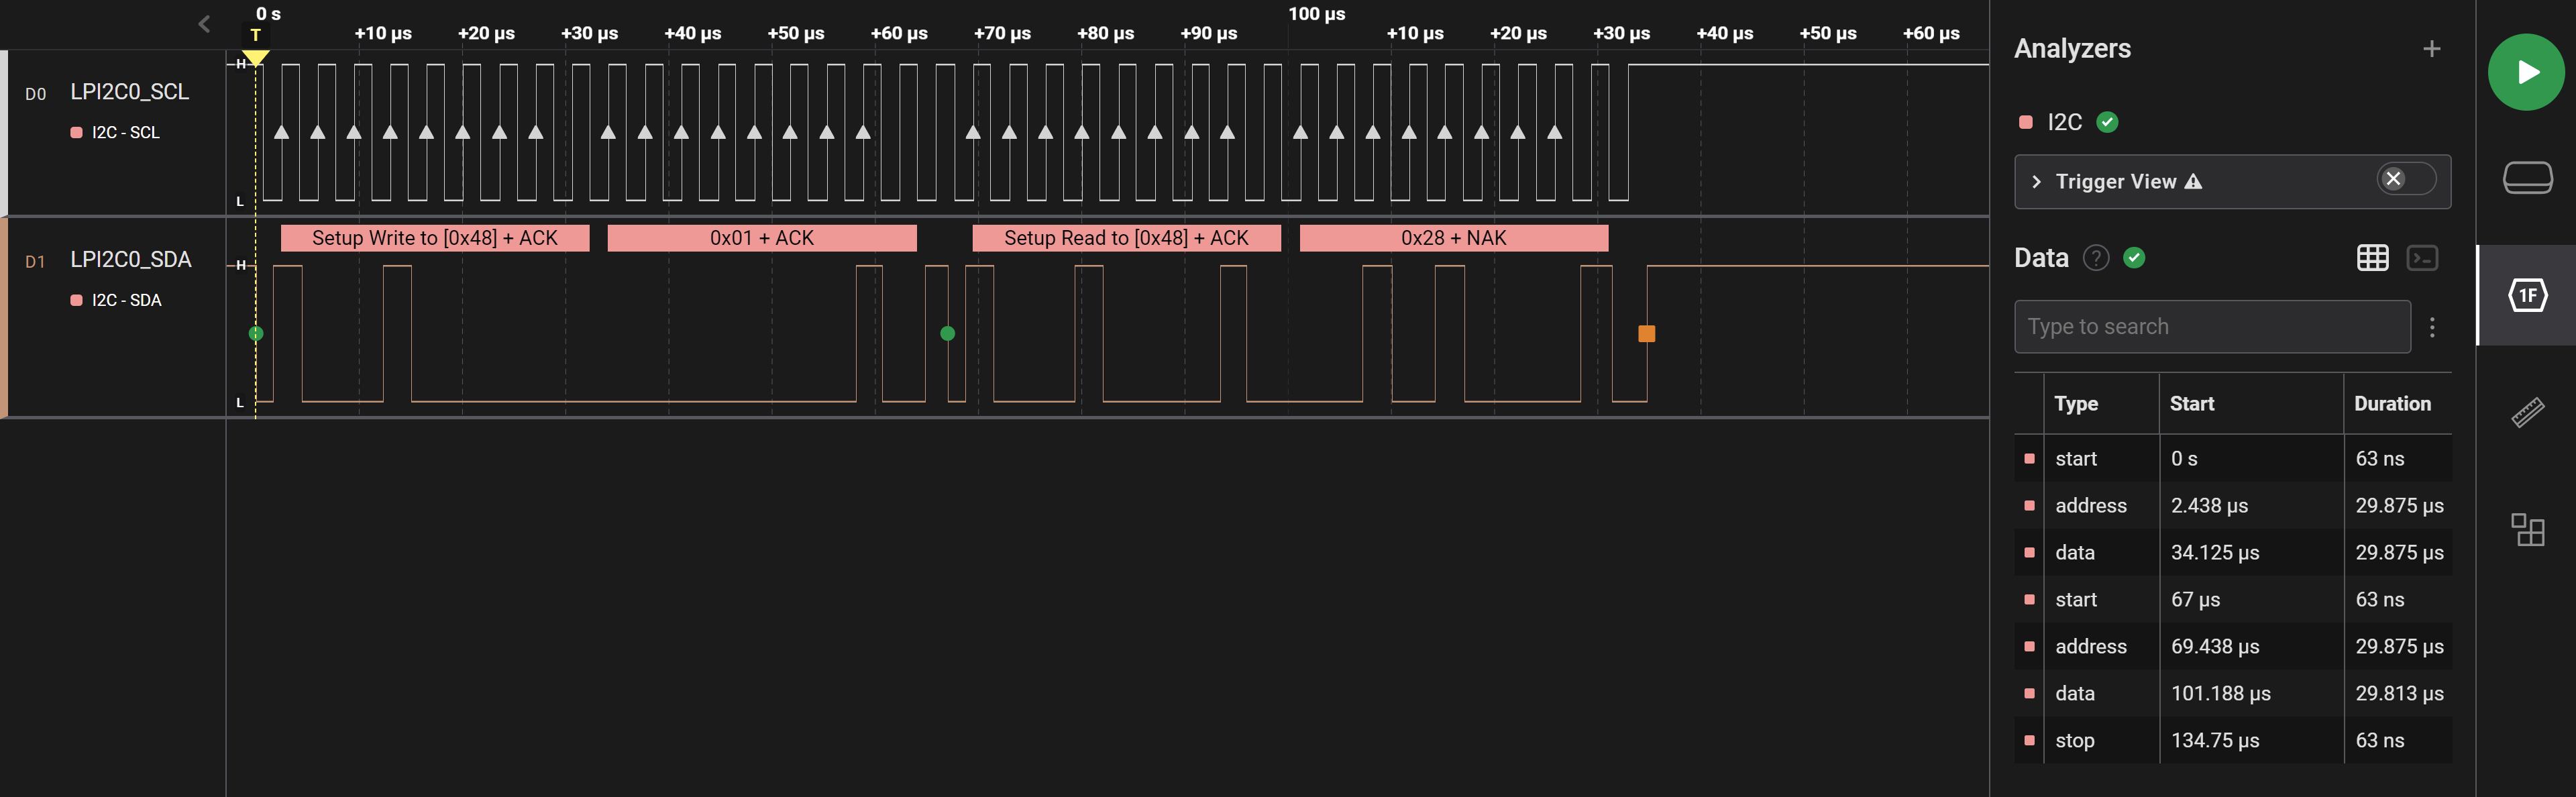 0 s
100 µs
T
+10 µs +20 µs +30 µs +40 µs +50 µs +60 µs +70 µs +80 µs +90 µs +10 µs +20 µs +30 µs +40 µs +50 µs +60 µs
H
D0 LPI2C0_SCL
I2C - SCL
L
Setup Write to [0x48] + ACK 0x01 + ACK Setup Read to [0x48] + ACK 0x28 + NAK
H
D1 LPI2C0_SDA
I2C - SDA
L
Analyzers
I2C
Trigger View
Data ?
1F
Type to search
Type Start Duration
start 0 s 63 ns
address 2.438 µs 29.875 µs
data 34.125 µs 29.875 µs
start 67 µs 63 ns
address 69.438 µs 29.875 µs
data 101.188 µs 29.813 µs
stop 134.75 µs 63 ns